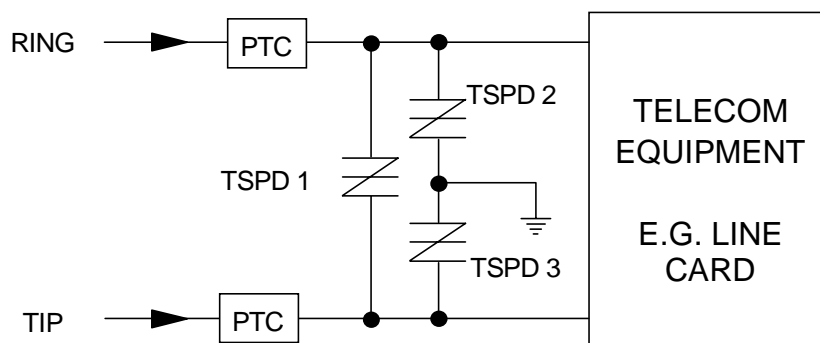 RING
PTC
TSPD 2
TELECOM
EQUIPMENT
TSPD 1
E.G. LINE
CARD
TSPD 3
TIP
PTC